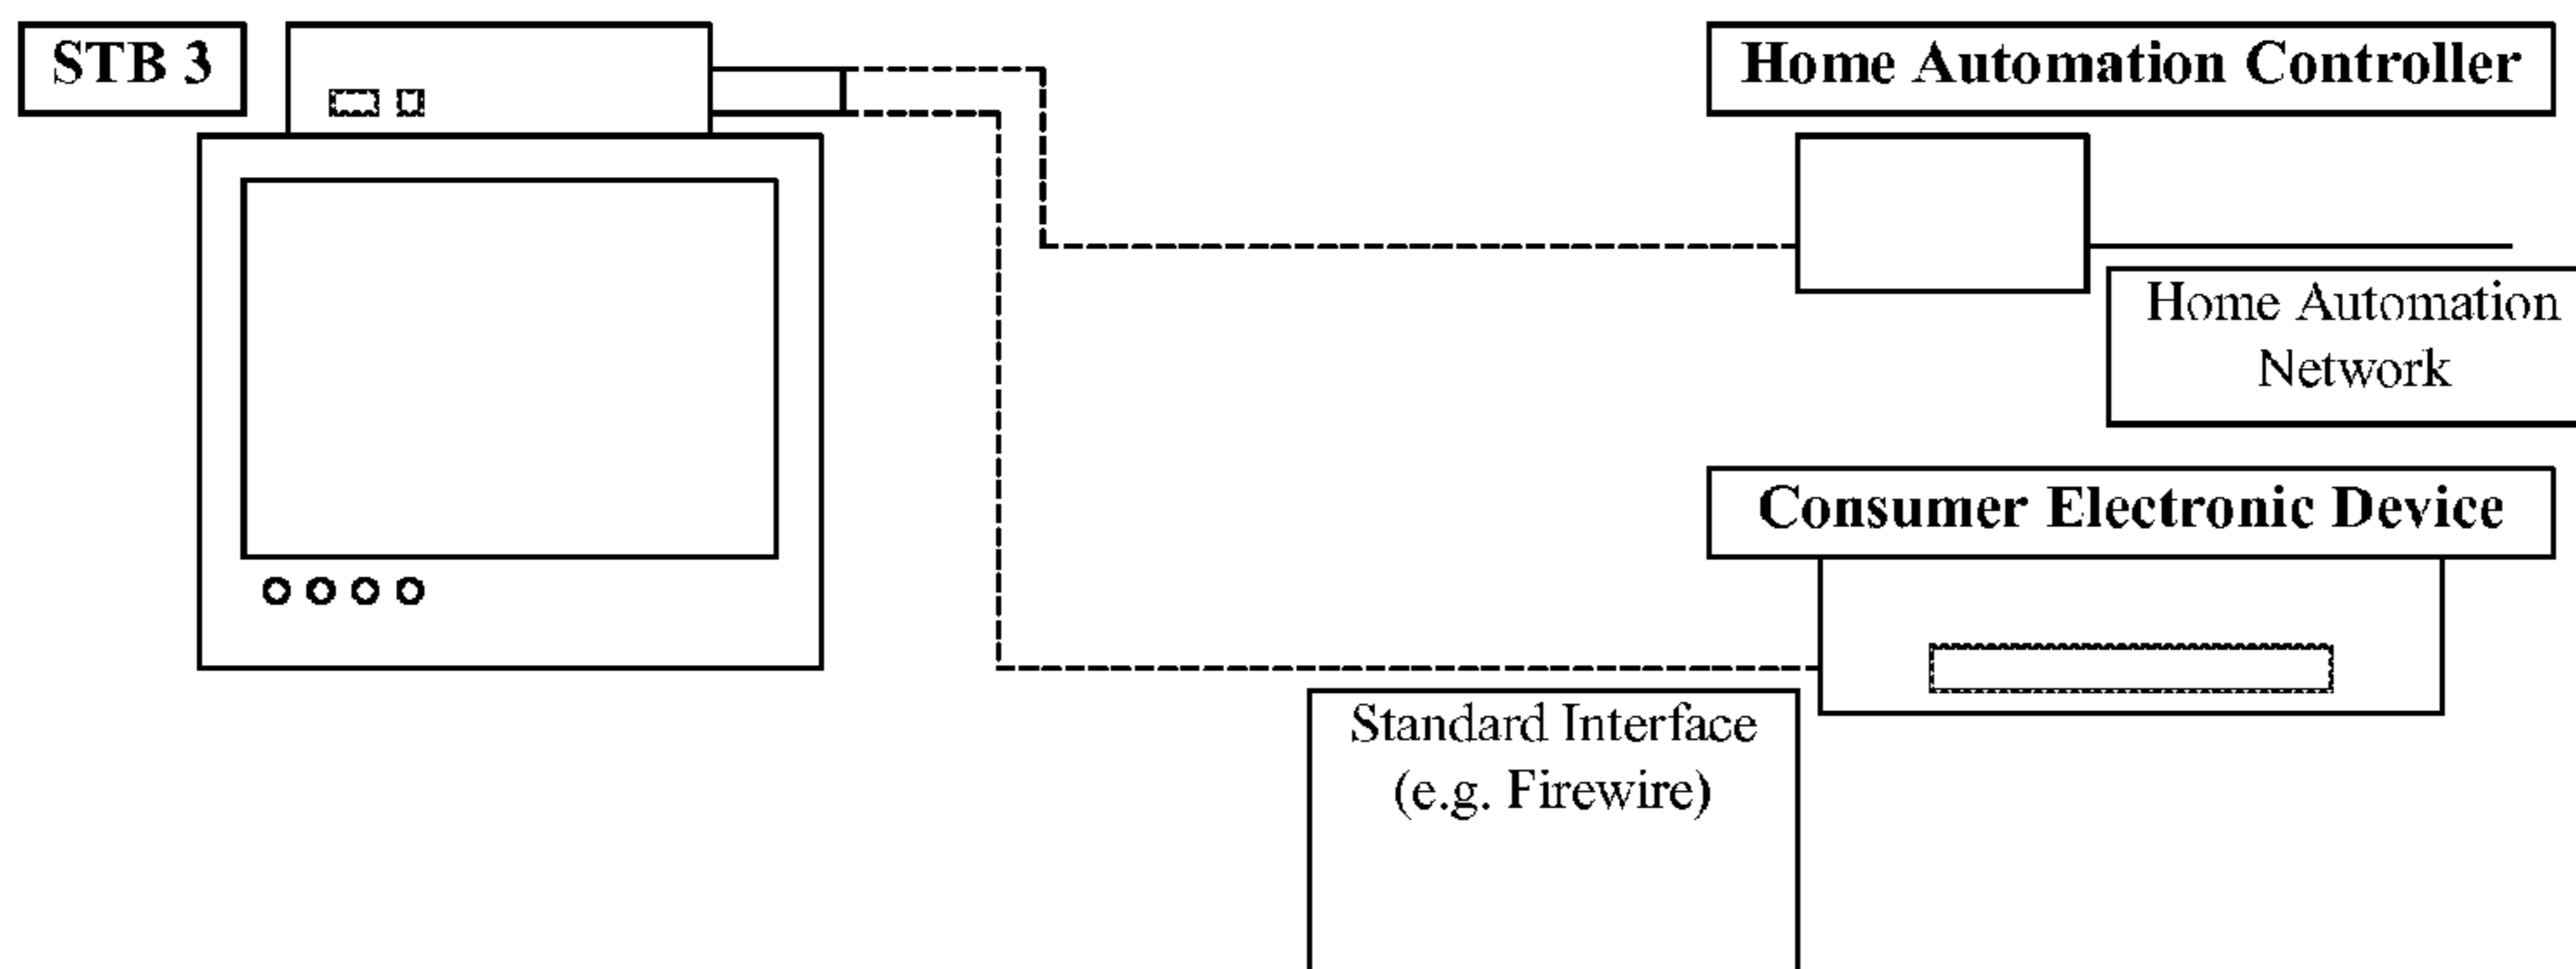 STB 3
Home Automation Controller
Home Automation
Network
Consumer Electronic Device
Standard Interface
(e.g. Firewire)